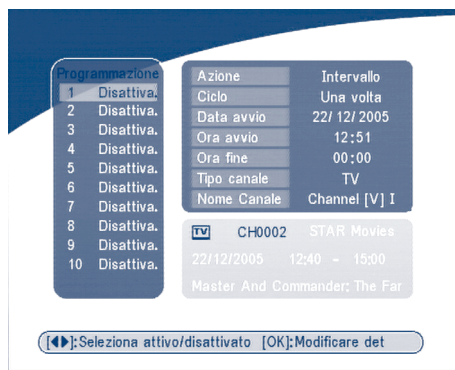 Programmazione
1 Disattiva.
2 Disattiva.
3 Disattiva.
4 Disattiva.
5 Disattiva.
6 Disattiva.
7 Disattiva.
8 Disattiva.
9 Disattiva.
10 Disattiva.
Azione Intervallo
Ciclo Una volta
Data avvio 22/ 12/ 2005
Ora avvio 12:51
Ora fine 00:00
Tipo canale TV
Nome Canale Channel [V] I
TV CH0002 STAR Movies
22/12/2005 12:40 - 15:00
Master And Commander: The Far
[◀▶]:Seleziona attivo/disattivato [OK]:Modificare det